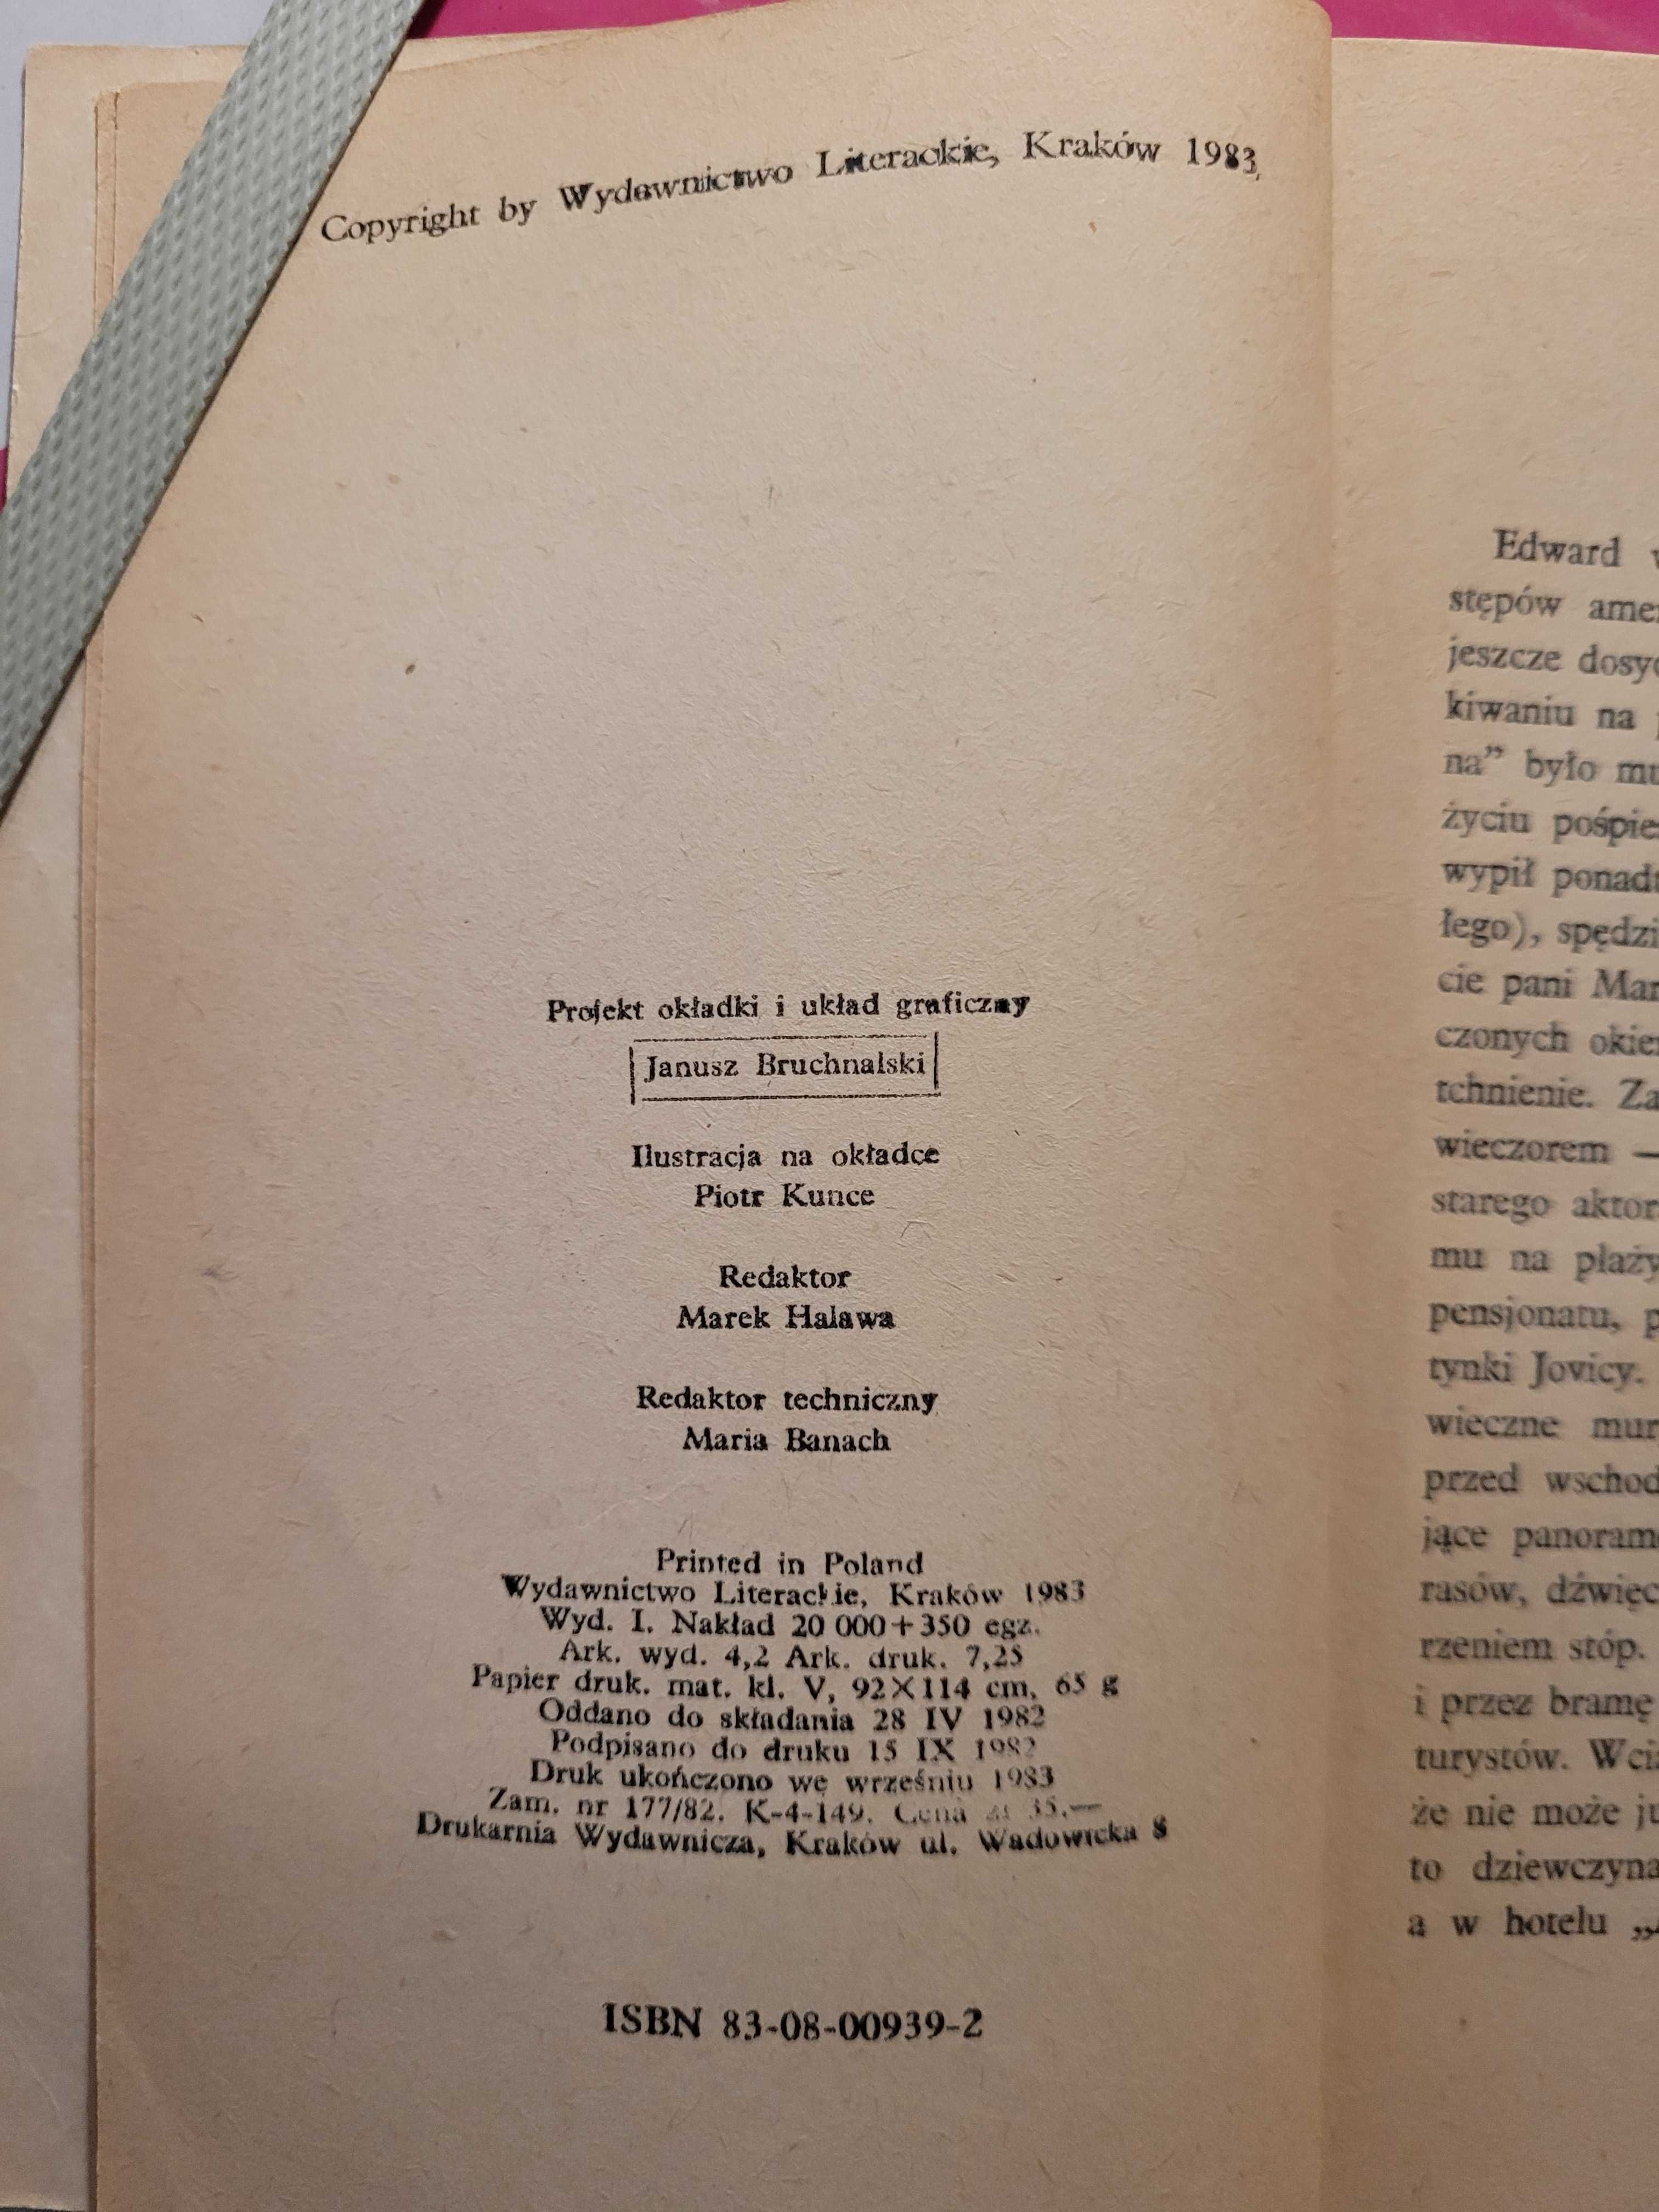 Copyright by Wydawnictwo Literackie, Kraków 1983
Projekt okładki i układ graficzny
Janusz Bruchnalski
Ilustracja na okładce
Piotr Kunce
Redaktor
Marek Halawa
Redaktor techniczny
Maria Banach
Printed in Poland
Wydawnictwo Literackie, Kraków 1983
Wyd. I. Nakład 20 000+350 egz.
Ark. wyd. 4,2 Ark. druk. 7,25
Papier druk. mat. kl. V, 92×114 cm, 65 g
Oddano do składania 28 IV 1982
Podpisano do druku 15 IX 1982
Druk ukończono we wrześniu 1983
Zam. nr 177/82. K-4-149. Cena zł 35.—
Drukarnia Wydawnicza, Kraków ul. Wadowicka 8
ISBN 83-08-00939-2
Edward
stępów
jeszcze
kiwaniu na
na” było
życiu
wypił
łego),
cie pani
czonych
tchnienie.
wieczorem —
starego
mu na
pensjonatu,
tynki Jovicy.
wieczne
przed
jące
rasów,
rzeniem stóp.
i przez bramę
turystów.
że nie może
to
a w hotelu